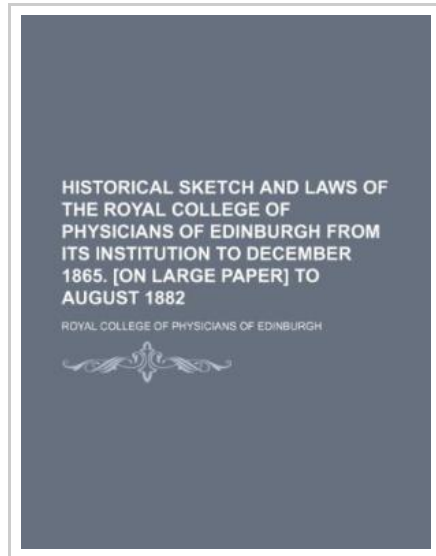 HISTORICAL SKETCH AND LAWS OF
THE ROYAL COLLEGE OF
PHYSICIANS OF EDINBURGH FROM
ITS INSTITUTION TO DECEMBER
1865. [ON LARGE PAPER] TO
AUGUST 1882
ROYAL COLLEGE OF PHYSICIANS OF EDINBURGH